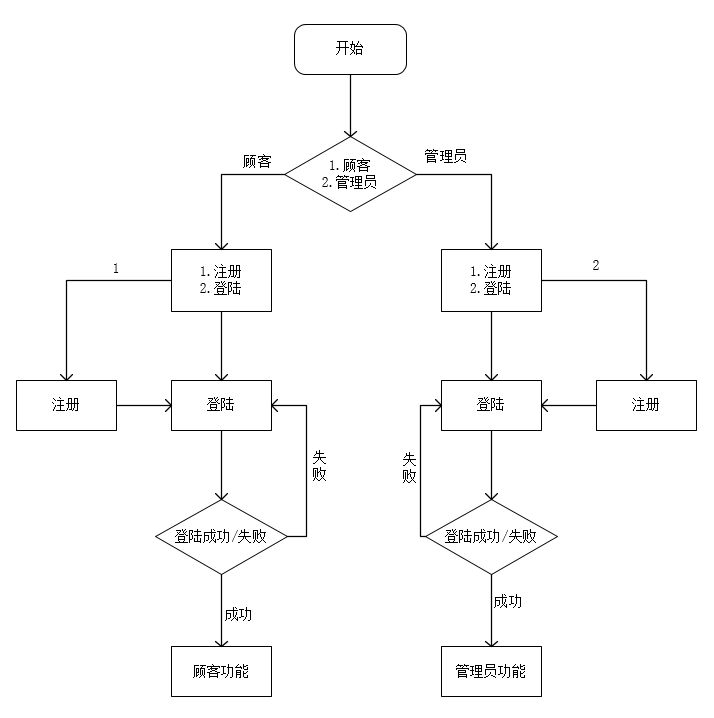 开始
顾客
管理员
1.顾客
2.管理员
1
1.注册
2.登陆
1.注册
2.登陆
2
注册
登陆
登陆
注册
失
败
失
败
登陆成功/失败
登陆成功/失败
成功
成功
顾客功能
管理员功能